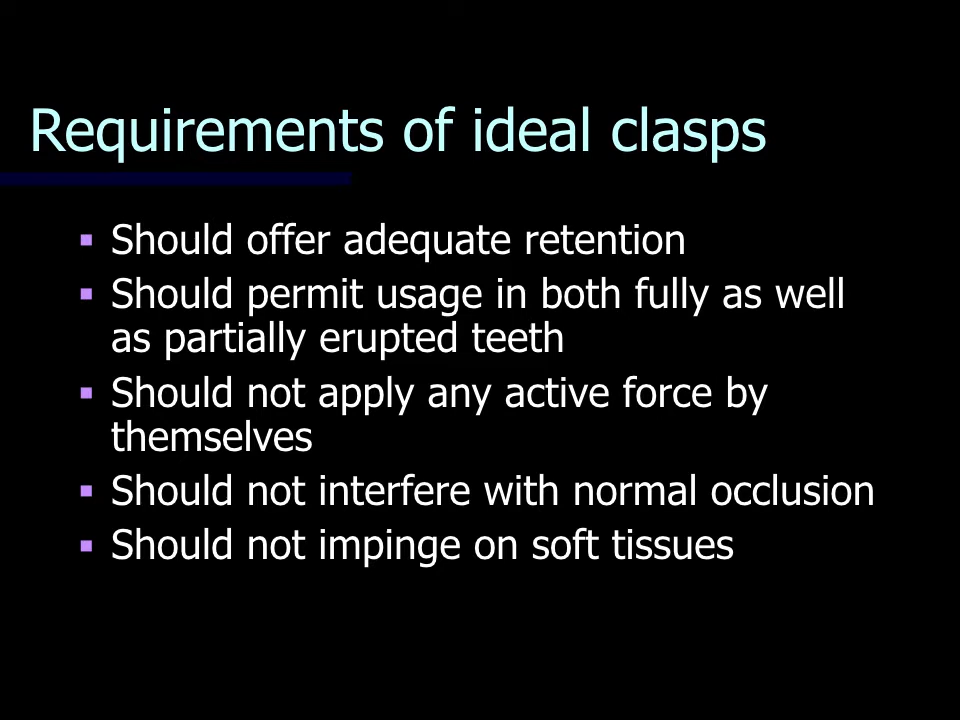 Requirements of ideal clasps
▪ Should offer adequate retention
▪ Should permit usage in both fully as well
as partially erupted teeth
▪ Should not apply any active force by
themselves
▪ Should not interfere with normal occlusion
▪ Should not impinge on soft tissues